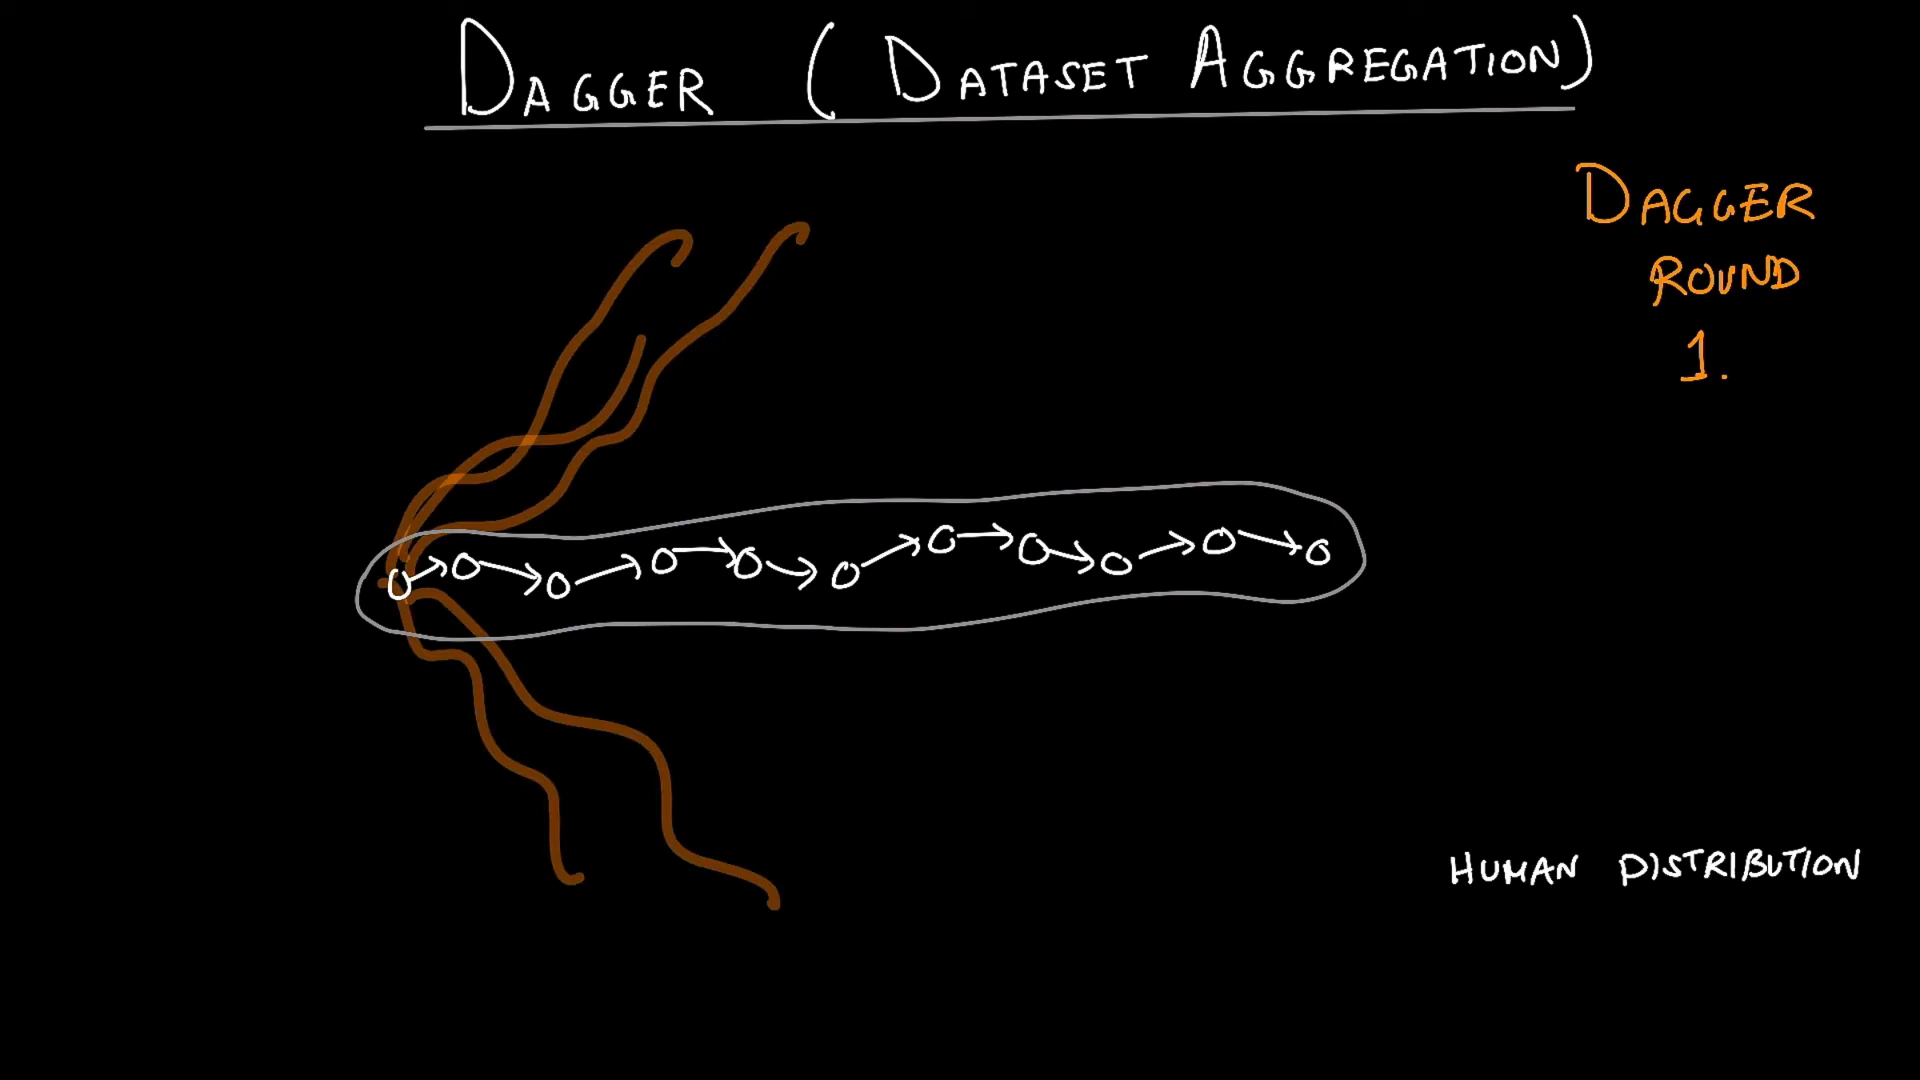 DAGGER (DATASET AGGREGATION)
DAGGER
ROUND
1.
HUMAN DISTRIBUTION